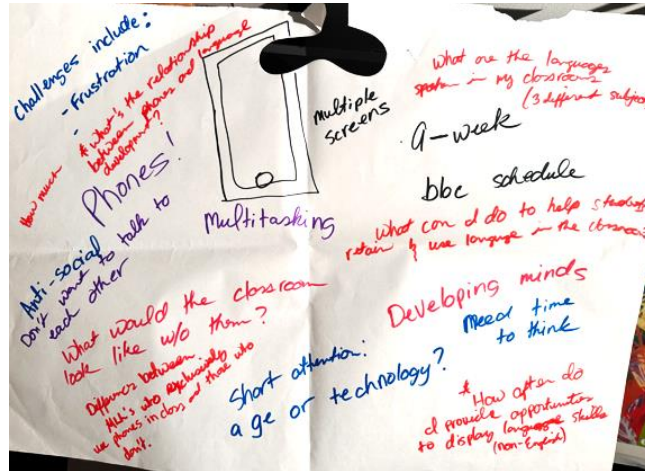 Challenges include:
- Frustration
-
* What's the relationship
between phones and language
development?
How much
Phones!
multiple
screens
Multitasking
What are the languages
spoken in my classroom
(3 different subjects
9-week
bbc schedule
What can I do to help students
retain & use language in the classroom
Anti-social
Don't want to talk to
each other
What would the classroom
look like w/o them?
Difference between
who
use phones in class and those who
don't.
Developing minds
Need time
to think
Short attention:
age or technology?
* How often do
I provide opportunities
to display language skills
(non-English)